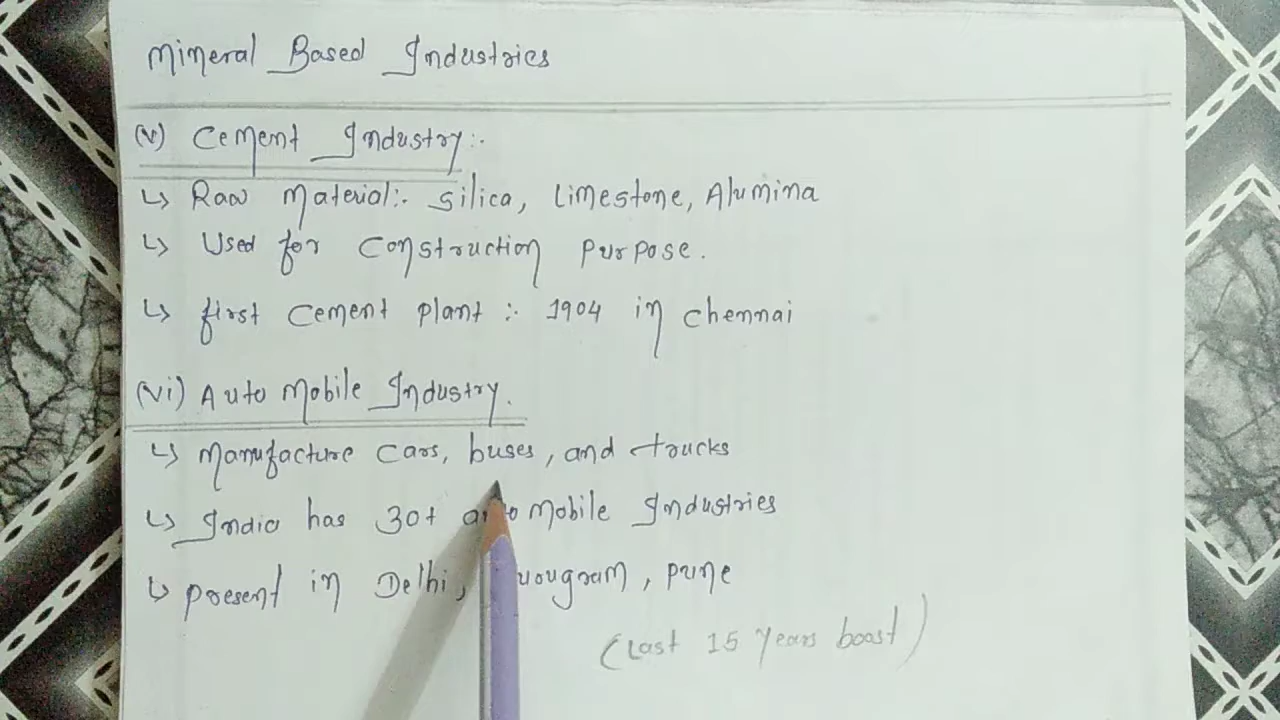 Mineral Based Industries
(v) Cement Industry:-
↳ Raw Material:- Silica, Limestone, Alumina
↳ Used for Construction Purpose.
↳ first Cement plant :- 1904 in Chennai
(vi) Auto Mobile Industry.
↳ Manufacture Cars, buses, and trucks
↳ India has 30+ auto Mobile Industries
↳ present in Delhi, Gurugram, Pune
(Last 15 Years boost)